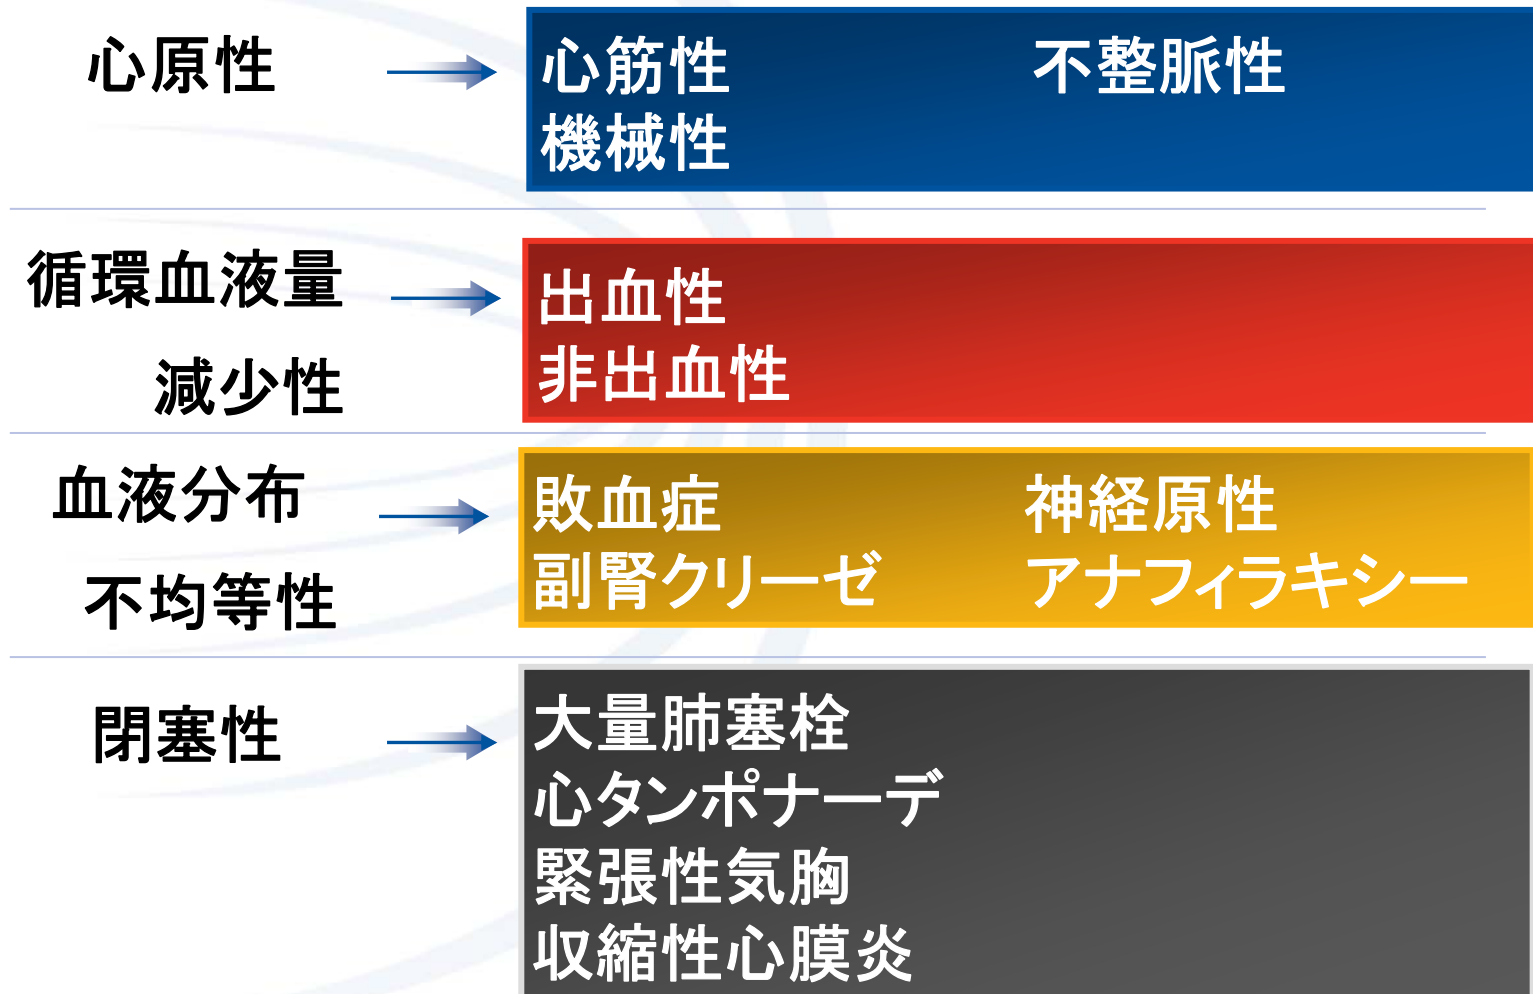 心原性
心筋性 不整脈性
機械性
循環血液量
減少性
出血性
非出血性
血液分布
不均等性
敗血症 神経原性
副腎クリーゼ アナフィラキシー
閉塞性
大量肺塞栓
心タンポナーデ
緊張性気胸
収縮性心膜炎